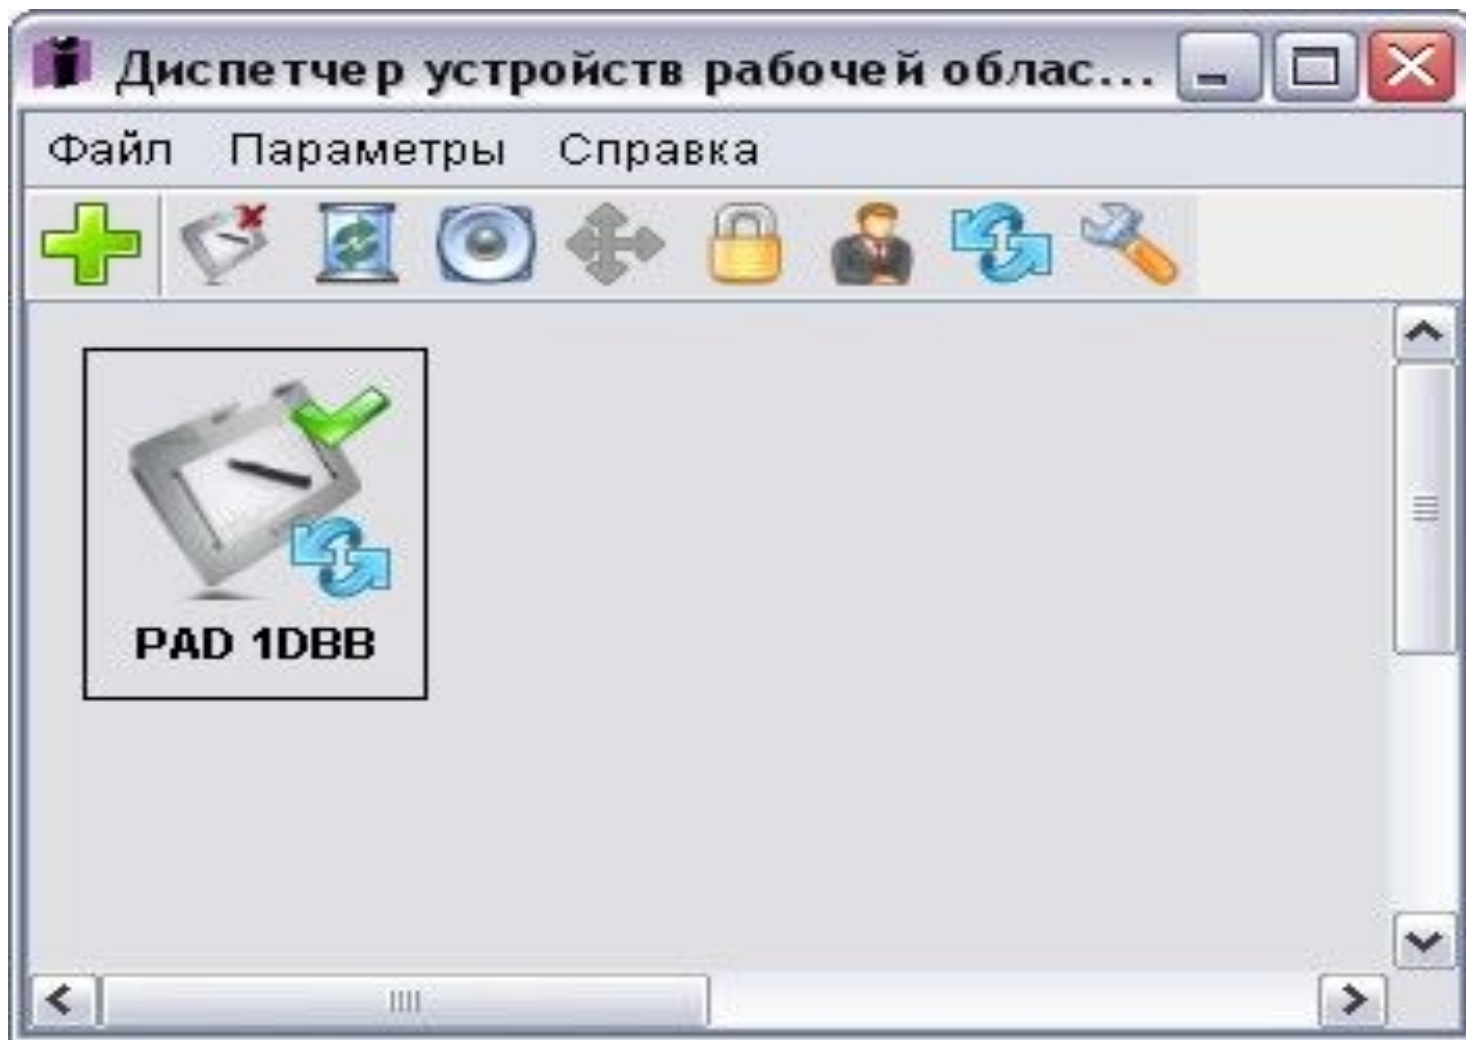 Диспетчер устройств рабочей облас...
Файл Параметры Справка
PAD 1DBB